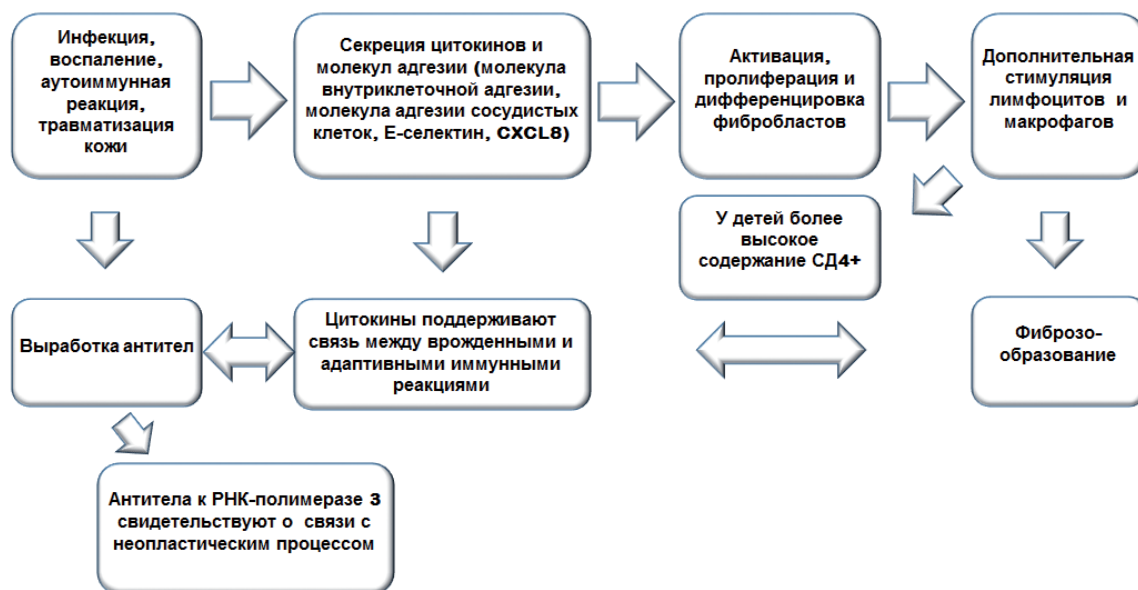 Инфекция,
воспаление,
аутоиммунная
реакция,
травматизация
кожи
Секреция цитокинов и
молекул адгезии (молекула
внутриклеточной адгезии,
молекула адгезии сосудистых
клеток, Е-селектин, CXCL8)
Активация,
пролиферация и
дифференцировка
фибробластов
Дополнительная
стимуляция
лимфоцитов и
макрофагов
У детей более
высокое
содержание СД4+
Выработка антител
Цитокины поддерживают
связь между врожденными и
адаптивными иммунными
реакциями
Фиброзо-
образование
Антитела к РНК-полимеразе 3
свидетельствуют о связи с
неопластическим процессом